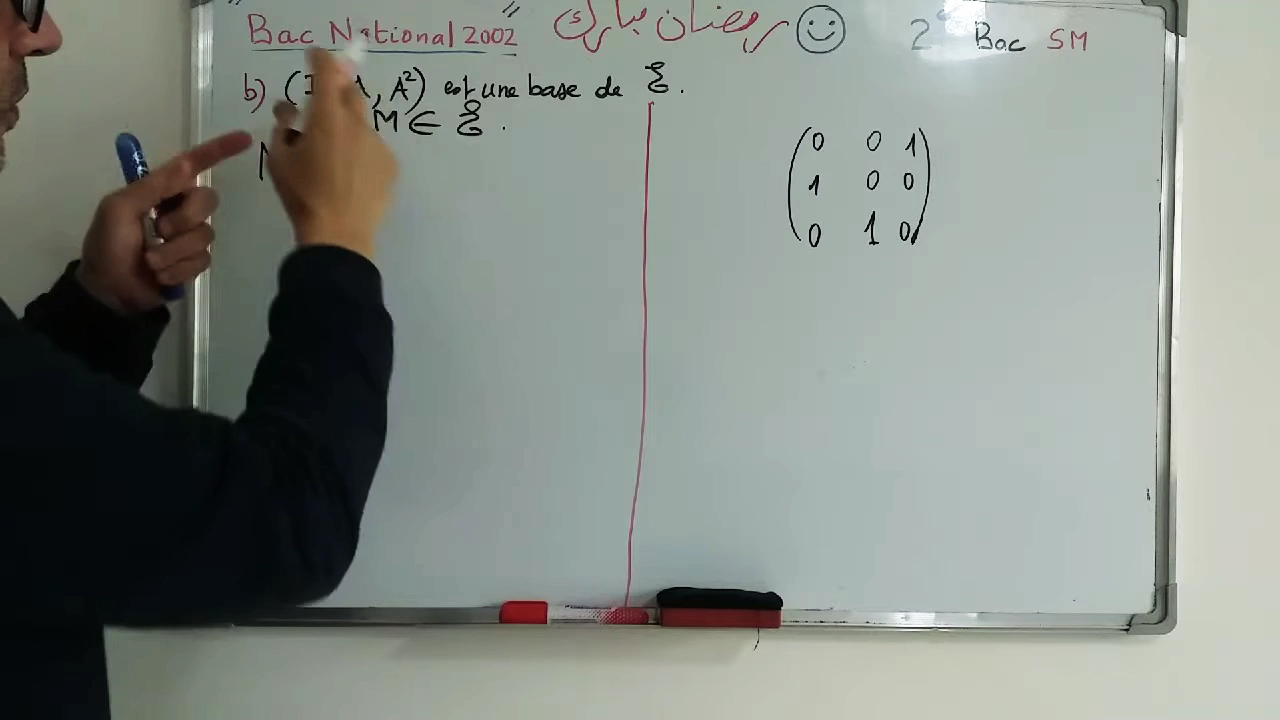 " Bac National 2002 " رمضان مبارك 2 Bac SM
b) ( , A²) est une base de ξ.
M ∈ ξ.
0 0 1
1 0 0
0 1 0